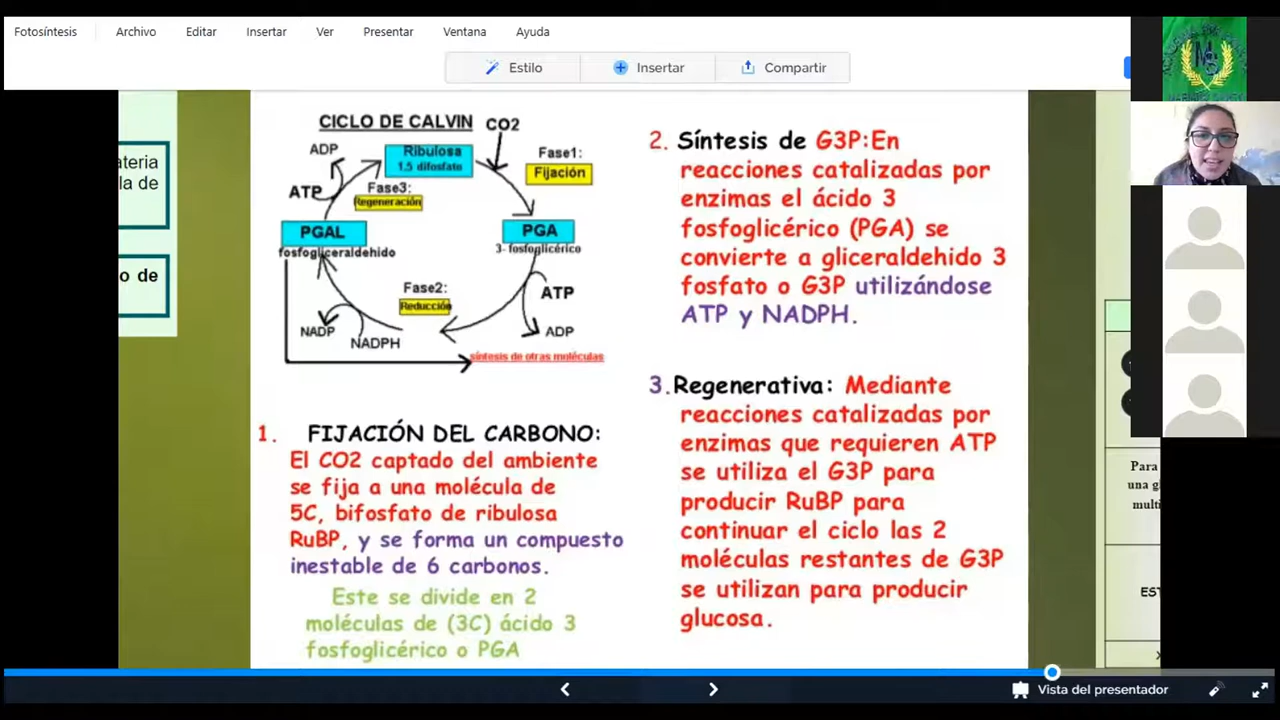 Fotosíntesis
Archivo
Editar
Insertar
Ver
Presentar
Ventana
Ayuda
Estilo
Insertar
Compartir
ateria
la de
o de
CICLO DE CALVIN
CO2
ADP
Ribulosa
1,5 difosfato
Fase1:
Fijación
ATP
Fase3:
Regeneración
PGAL
fosfogliceraldehido
PGA
3- fosfoglicérico
Fase2:
Reducción
ATP
NADP
NADPH
ADP
síntesis de otras moléculas
1. FIJACIÓN DEL CARBONO:
El CO2 captado del ambiente
se fija a una molécula de
5C, bifosfato de ribulosa
RuBP, y se forma un compuesto
inestable de 6 carbonos.
Este se divide en 2
moléculas de (3C) ácido 3
fosfoglicérico o PGA
2. Síntesis de G3P:En
reacciones catalizadas por
enzimas el ácido 3
fosfoglicérico (PGA) se
convierte a gliceraldehido 3
fosfato o G3P utilizándose
ATP y NADPH.
3.Regenerativa: Mediante
reacciones catalizadas por
enzimas que requieren ATP
se utiliza el G3P para
producir RuBP para
continuar el ciclo las 2
moléculas restantes de G3P
se utilizan para producir
glucosa.
Para
una g
multi
EST
Vista del presentador